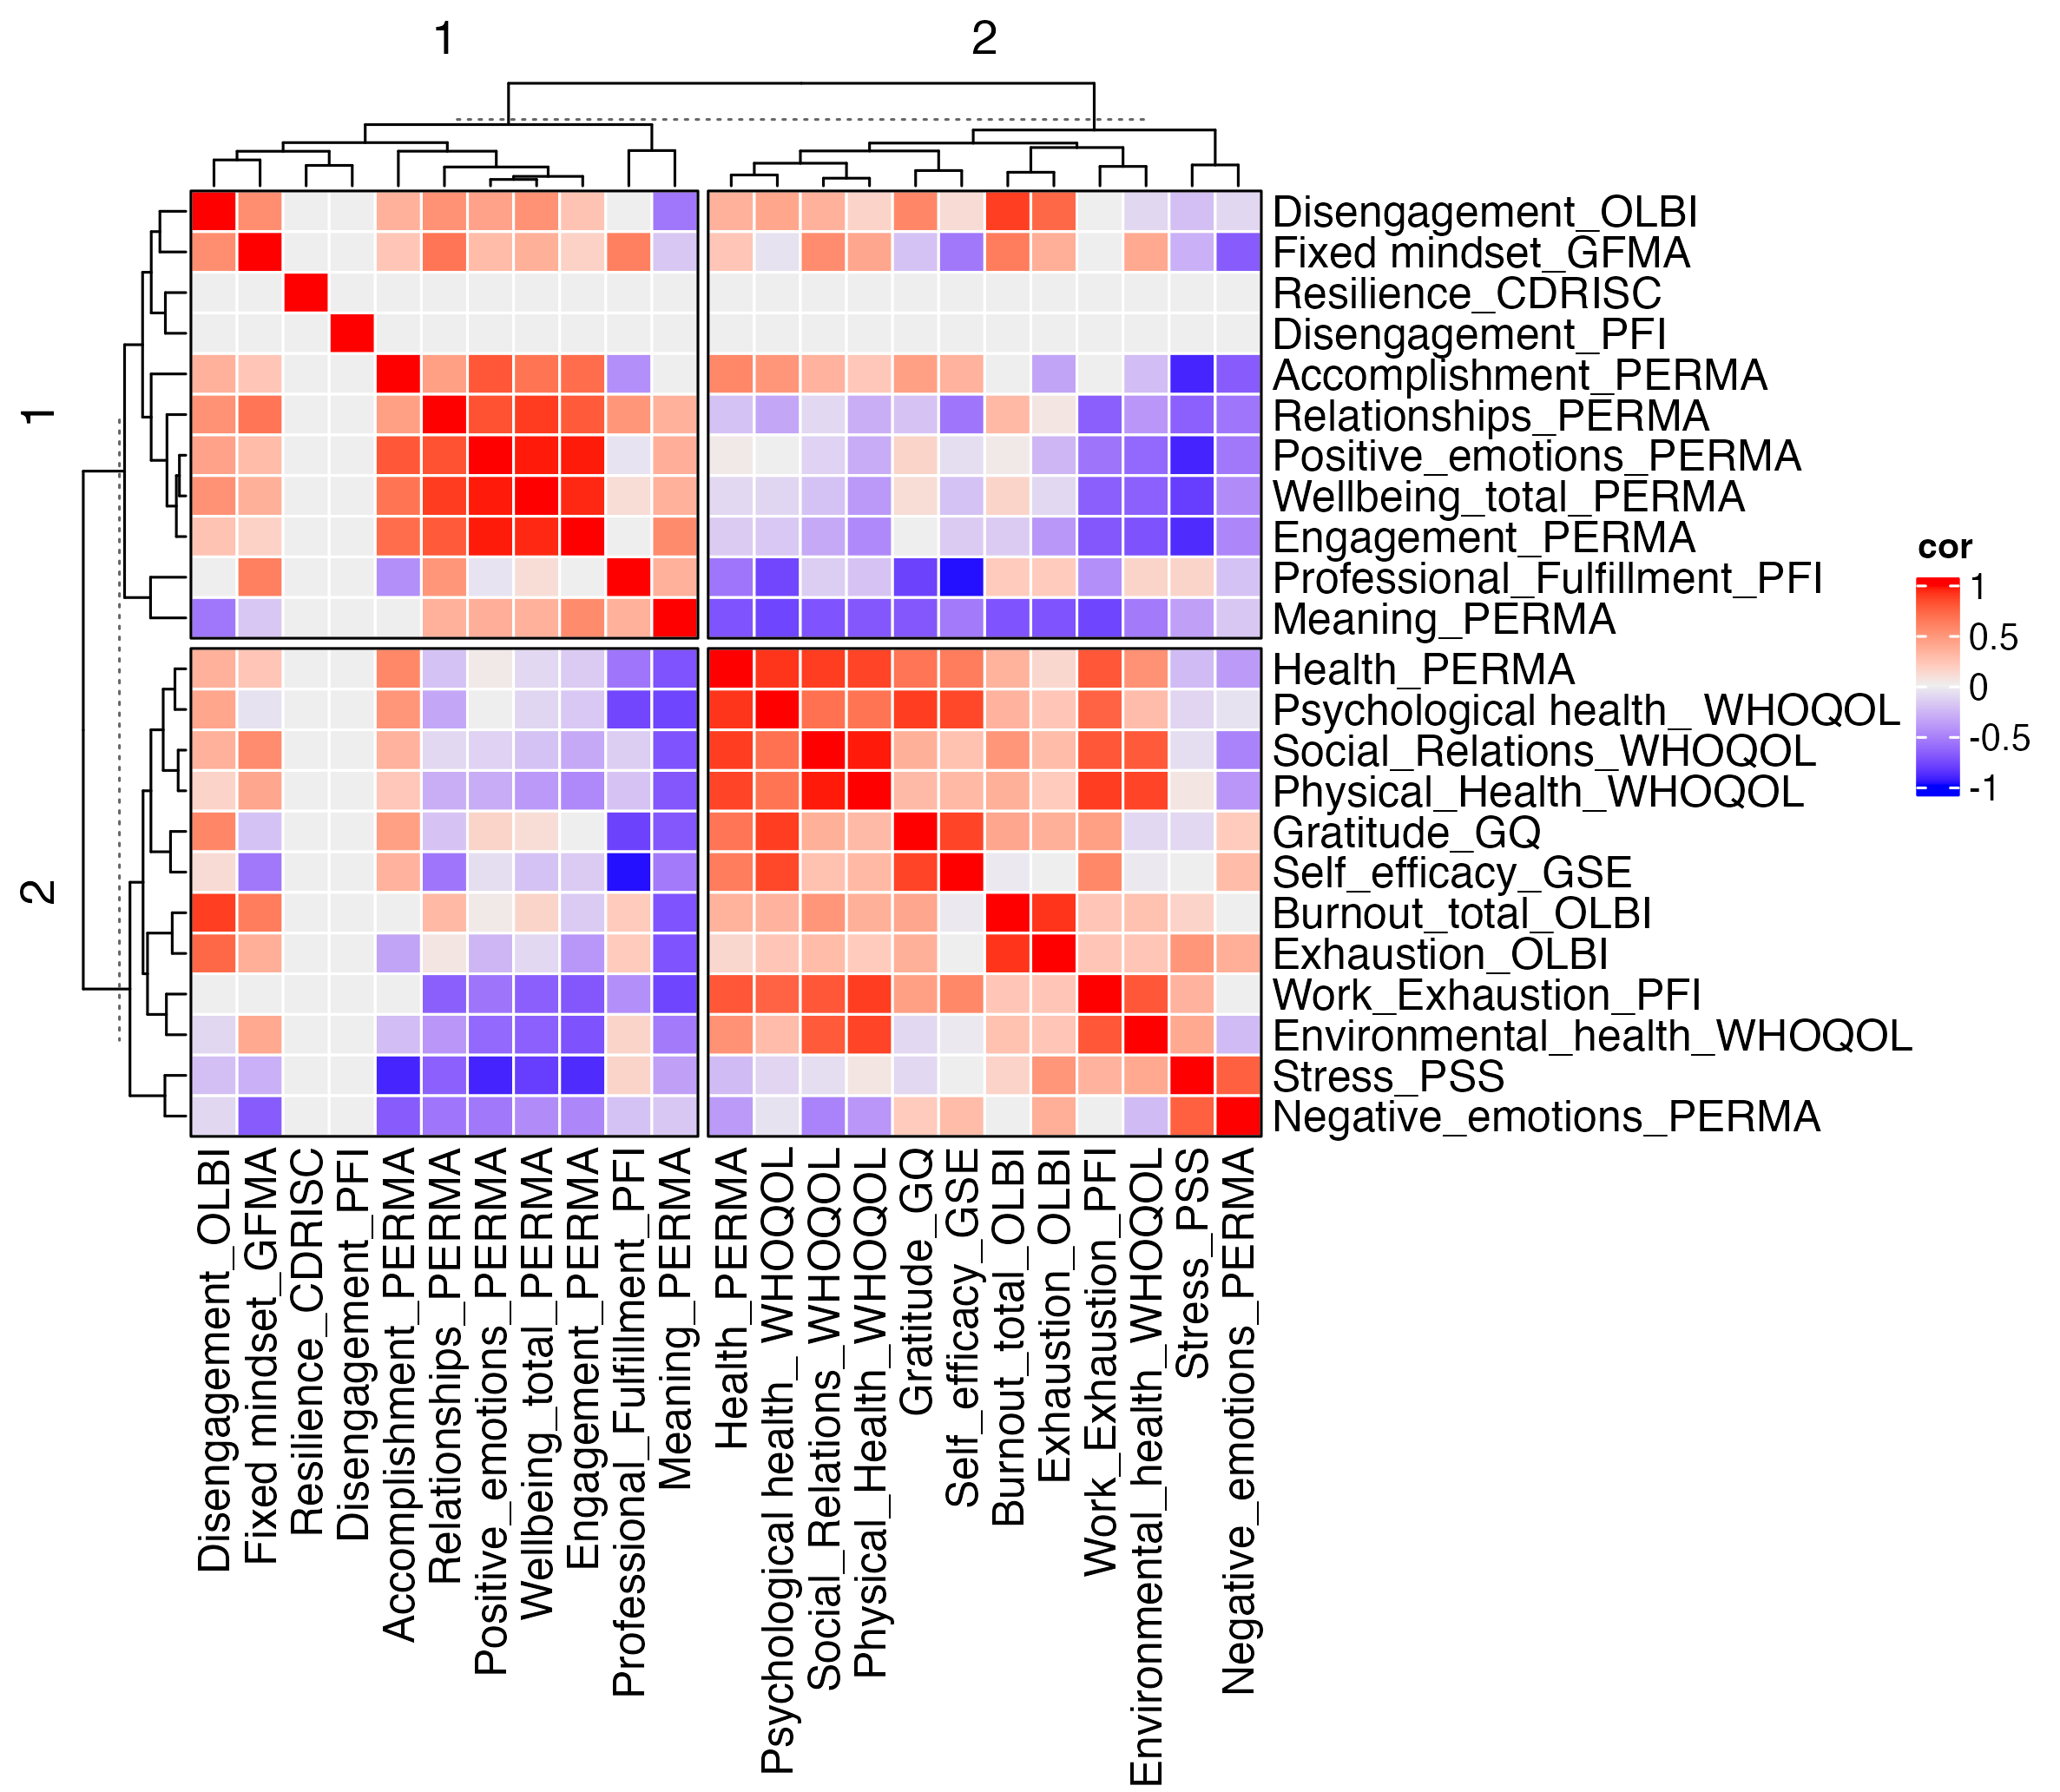 1
2
1
2
Disengagement_OLBI
Fixed mindset_GFMA
Resilience_CDRISC
Disengagement_PFI
Accomplishment_PERMA
Relationships_PERMA
Positive_emotions_PERMA
Wellbeing_total_PERMA
Engagement_PERMA
Professional_Fulfillment_PFI
Meaning_PERMA
Health_PERMA
Psychological health_ WHOQOL
Social_Relations_WHOQOL
Physical_Health_WHOQOL
Gratitude_GQ
Self_efficacy_GSE
Burnout_total_OLBI
Exhaustion_OLBI
Work_Exhaustion_PFI
Environmental_health_WHOQOL
Stress_PSS
Negative_emotions_PERMA
cor
1
0.5
0
-0.5
-1
Disengagement_OLBI
Fixed mindset_GFMA
Resilience_CDRISC
Disengagement_PFI
Accomplishment_PERMA
Relationships_PERMA
Positive_emotions_PERMA
Wellbeing_total_PERMA
Engagement_PERMA
Professional_Fulfillment_PFI
Meaning_PERMA
Health_PERMA
Psychological health_ WHOQOL
Social_Relations_WHOQOL
Physical_Health_WHOQOL
Gratitude_GQ
Self_efficacy_GSE
Burnout_total_OLBI
Exhaustion_OLBI
Work_Exhaustion_PFI
Environmental_health_WHOQOL
Stress_PSS
Negative_emotions_PERMA